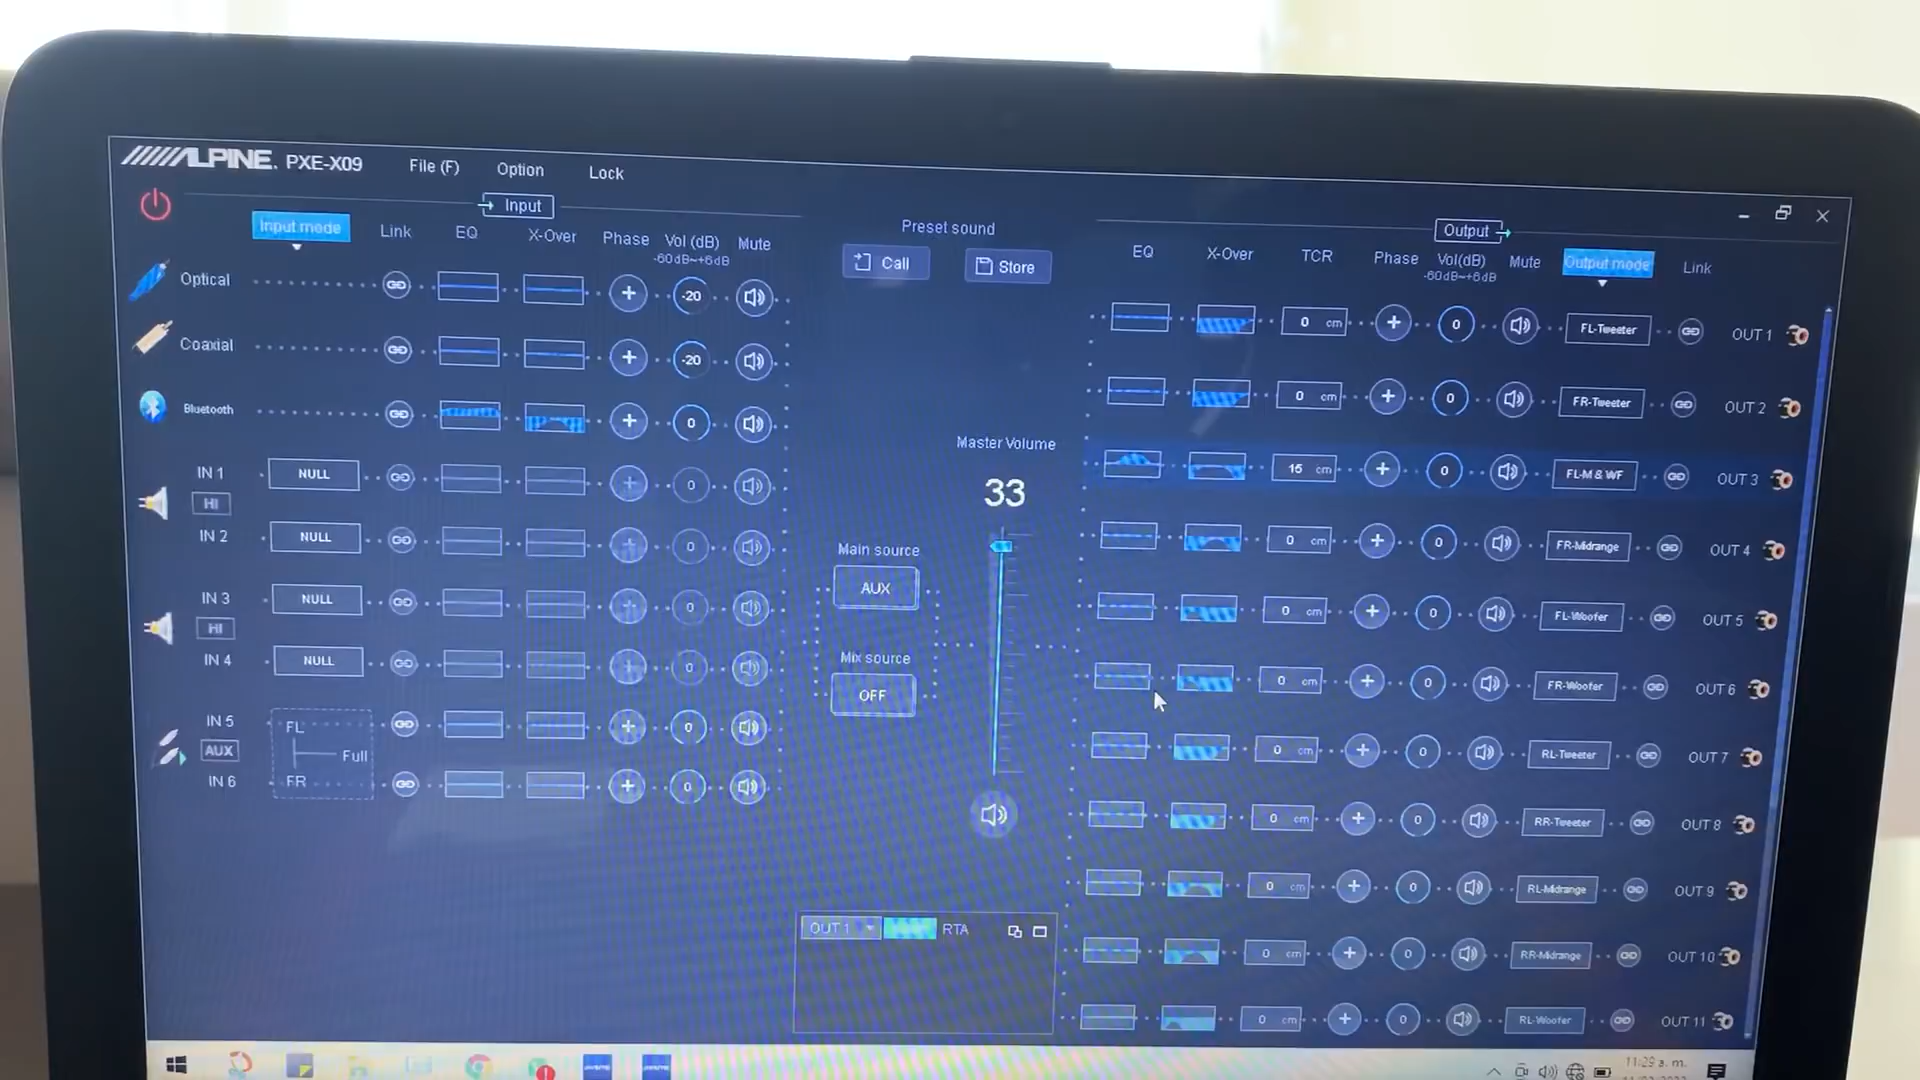 ALPINE. PXE-X09 File (F) Option Lock
Input
Input mode Link EQ X-Over Phase Vol (dB) Mute
-60dB~+6dB
Optical -20
Coaxial -20
Bluetooth 0
IN 1 NULL 0
HI
IN 2 NULL 0
IN 3 NULL 0
HI
IN 4 NULL 0
IN 5 FL 0
AUX Full
IN 6 FR 0
Preset sound
Call Store
Master Volume
33
Main source
AUX
Mix source
OFF
OUT 1 RTA
Output
EQ X-Over TCR Phase Vol(dB) Mute Output mode Link
-60dB~+6dB
0 cm 0 FL-Tweeter OUT 1
0 cm 0 FR-Tweeter OUT 2
15 cm 0 FL-M & WF OUT 3
0 cm 0 FR-Midrange OUT 4
0 cm 0 FL-Woofer OUT 5
0 cm 0 FR-Woofer OUT 6
0 cm 0 RL-Tweeter OUT 7
0 cm 0 RR-Tweeter OUT 8
0 cm 0 RL-Midrange OUT 9
0 cm 0 RR-Midrange OUT 10
0 cm 0 RL-Woofer OUT 11
11:29 a. m.